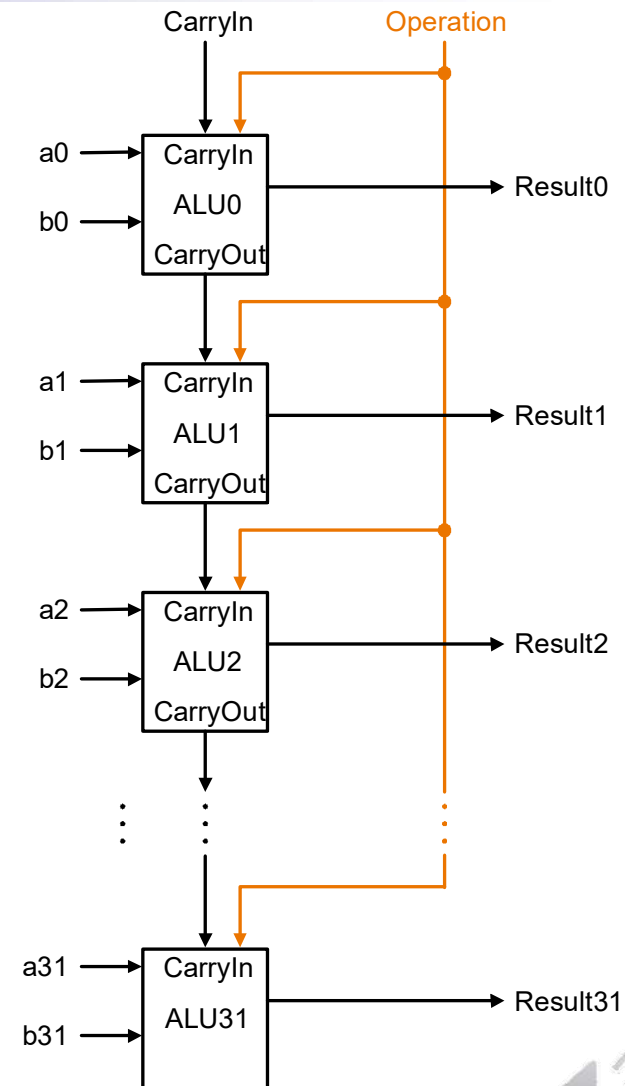 CarryIn Operation
a0 CarryIn
ALU0 Result0
b0
CarryOut
a1 CarryIn
ALU1 Result1
b1
CarryOut
a2 CarryIn
ALU2 Result2
b2
CarryOut
a31 CarryIn
ALU31 Result31
b31